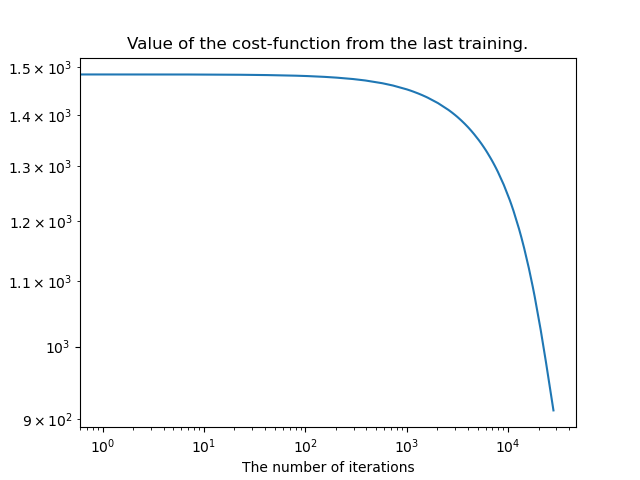 Value of the cost-function from the last training.
1.5 × 10³
1.4 × 10³
1.3 × 10³
1.2 × 10³
1.1 × 10³
10³
9 × 10²
10⁰ 10¹ 10² 10³ 10⁴
The number of iterations